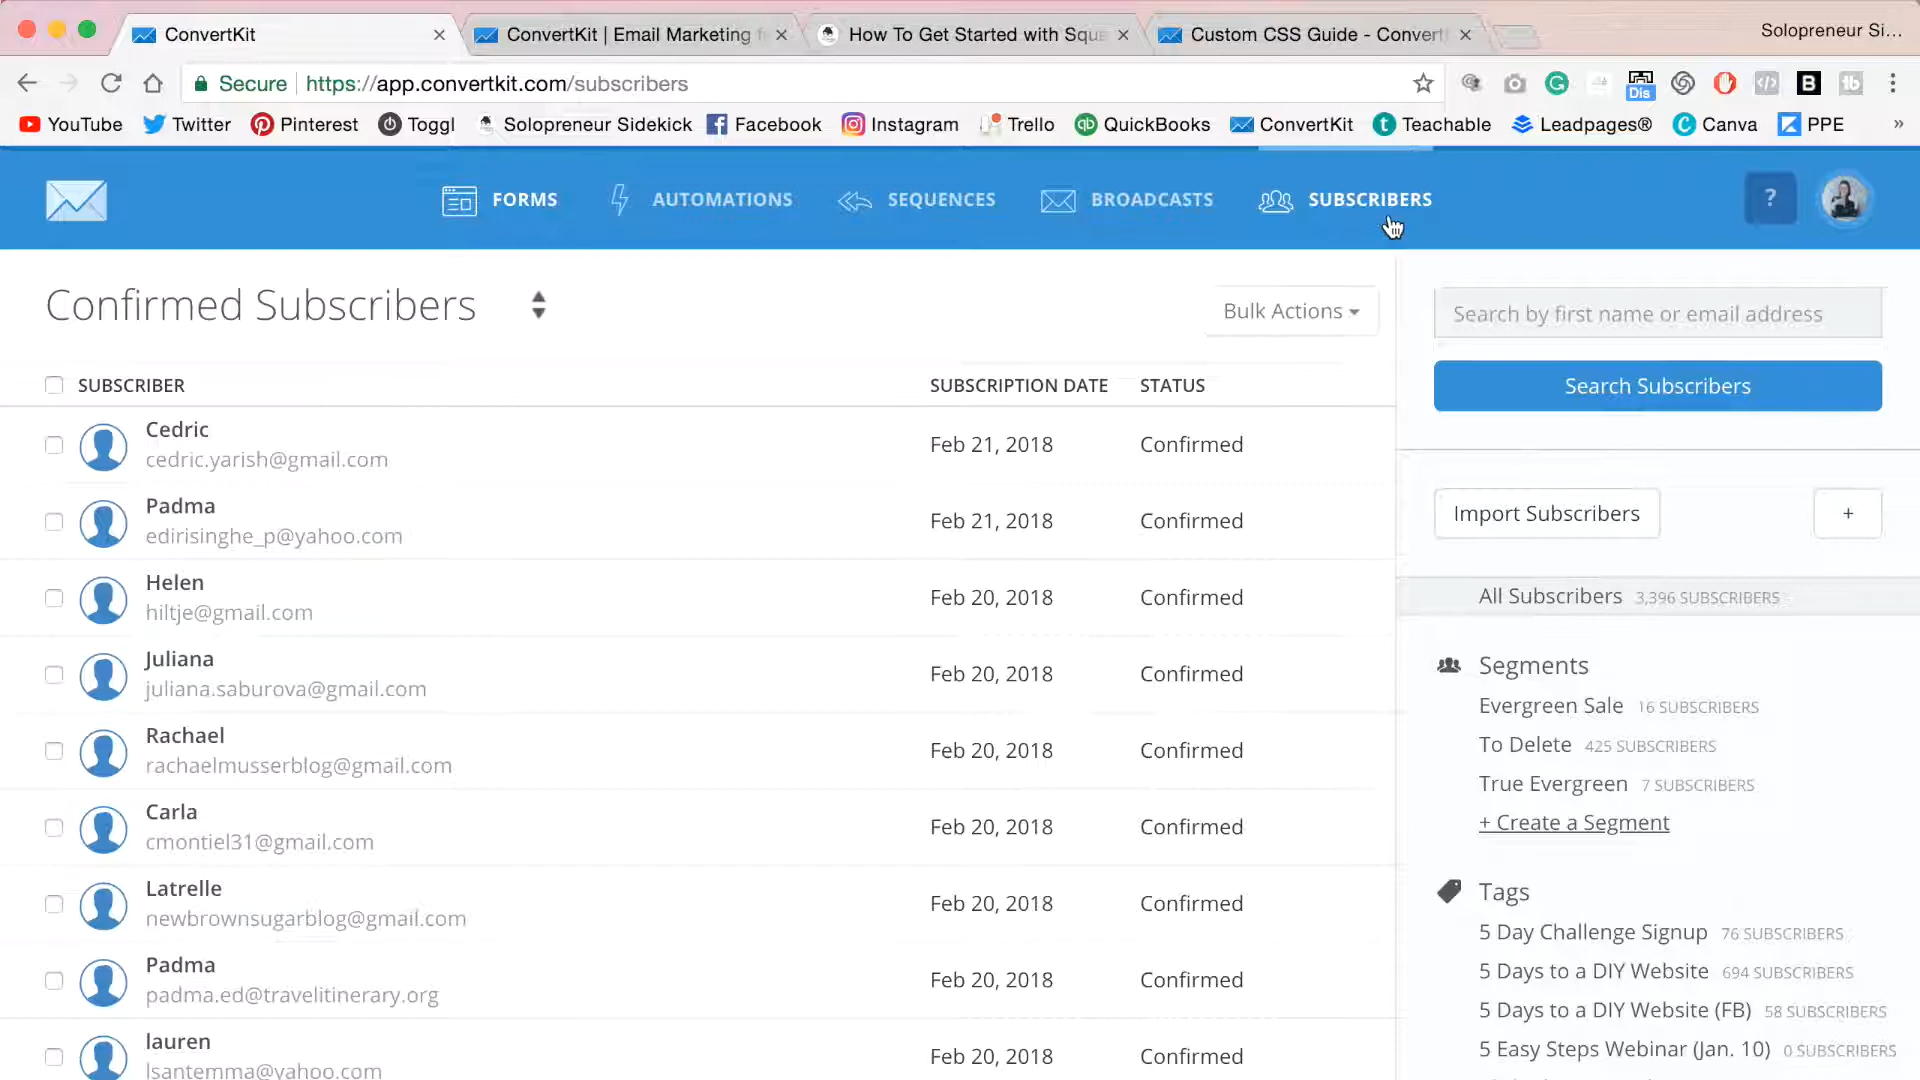 ConvertKit
ConvertKit | Email Marketing f
How To Get Started with Squ
Custom CSS Guide - Convert
Solopreneur Si...
Secure https://app.convertkit.com/subscribers
Dis
YouTube Twitter Pinterest Toggl Solopreneur Sidekick Facebook Instagram Trello QuickBooks ConvertKit Teachable Leadpages® Canva PPE »
FORMS AUTOMATIONS SEQUENCES BROADCASTS SUBSCRIBERS ?
Confirmed Subscribers
Bulk Actions
SUBSCRIBER SUBSCRIPTION DATE STATUS
Cedric
cedric.yarish@gmail.com
Feb 21, 2018 Confirmed
Padma
edirisinghe_p@yahoo.com
Feb 21, 2018 Confirmed
Helen
hiltje@gmail.com
Feb 20, 2018 Confirmed
Juliana
juliana.saburova@gmail.com
Feb 20, 2018 Confirmed
Rachael
rachaelmusserblog@gmail.com
Feb 20, 2018 Confirmed
Carla
cmontiel31@gmail.com
Feb 20, 2018 Confirmed
Latrelle
newbrownsugarblog@gmail.com
Feb 20, 2018 Confirmed
Padma
padma.ed@travelitinerary.org
Feb 20, 2018 Confirmed
lauren
lsantemma@yahoo.com
Feb 20, 2018 Confirmed
Search by first name or email address
Search Subscribers
Import Subscribers +
All Subscribers 3,396 SUBSCRIBERS
Segments
Evergreen Sale 16 SUBSCRIBERS
To Delete 425 SUBSCRIBERS
True Evergreen 7 SUBSCRIBERS
+ Create a Segment
Tags
5 Day Challenge Signup 76 SUBSCRIBERS
5 Days to a DIY Website 694 SUBSCRIBERS
5 Days to a DIY Website (FB) 58 SUBSCRIBERS
5 Easy Steps Webinar (Jan. 10) 0 SUBSCRIBERS